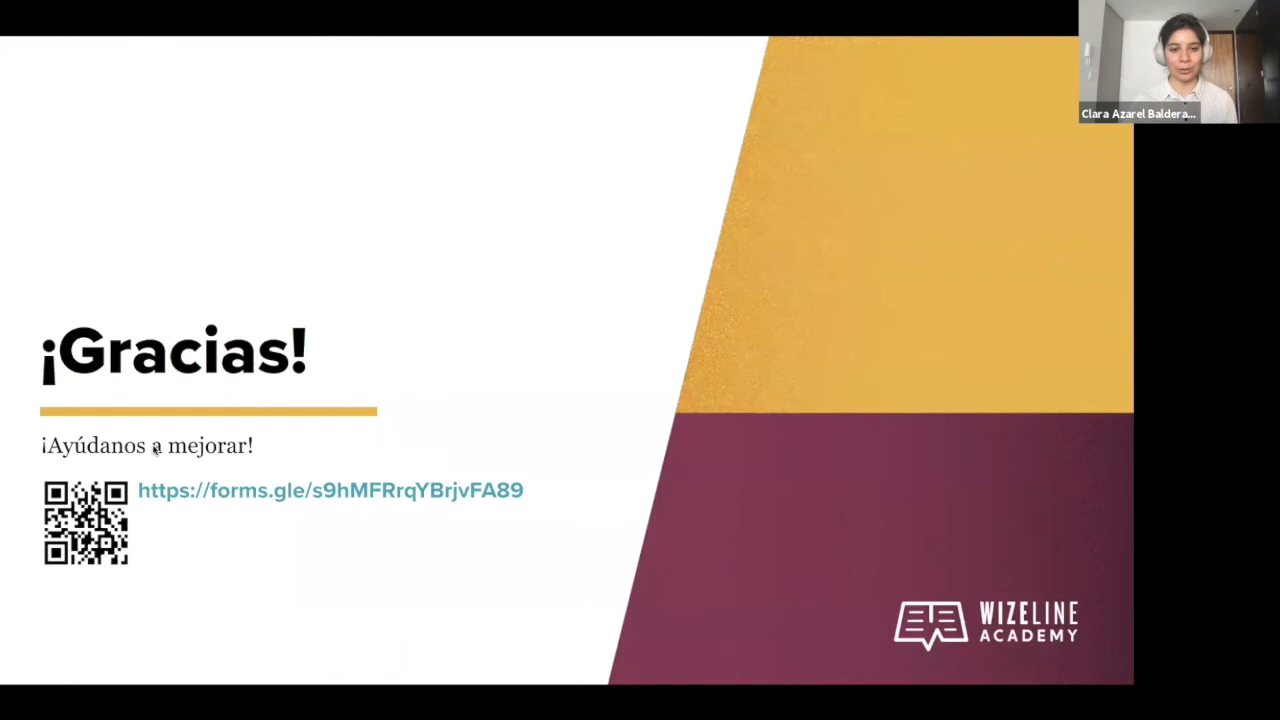 Clara Azarel Baldera...
¡Gracias!
¡Ayúdanos a mejorar!
https://forms.gle/s9hMFRrqYBrjvFA89
WIZELINE
ACADEMY